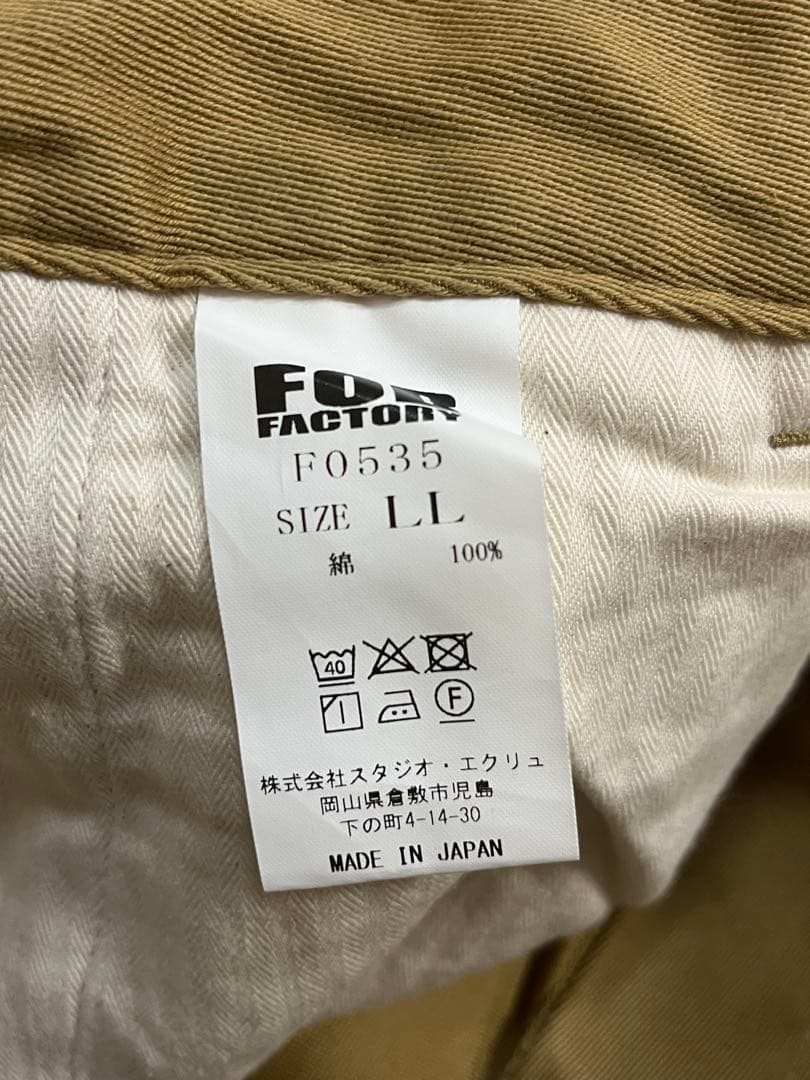 FOB
FACTORY
F0535
SIZE LL
綿 100%
40
F
株式会社スタジオ・エクリュ
岡山県倉敷市児島
下の町4-14-30
MADE IN JAPAN